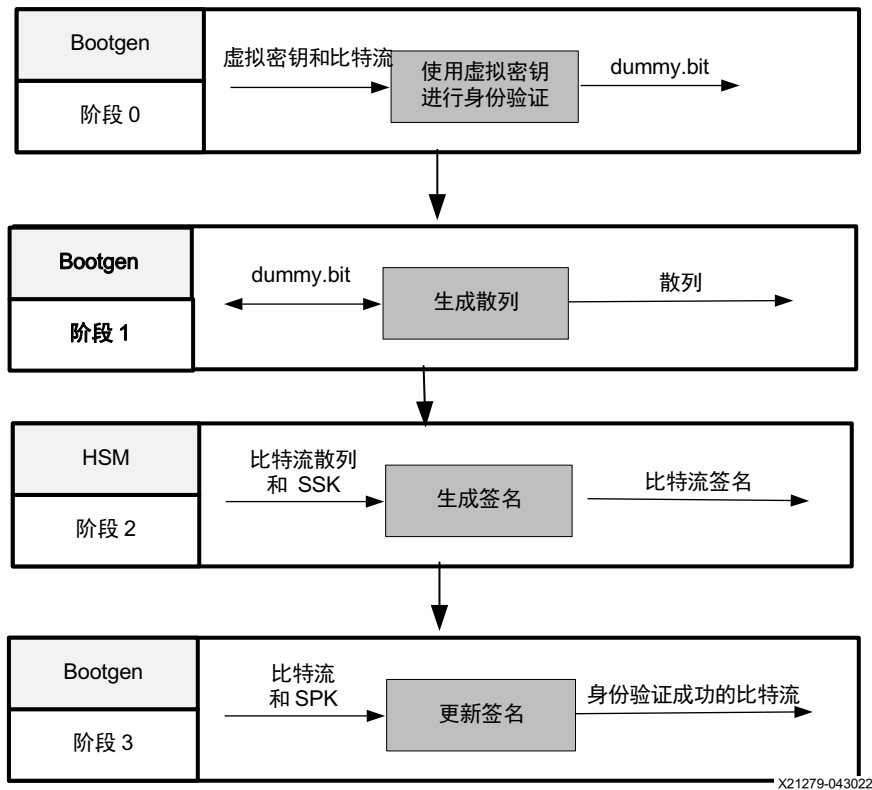 Bootgen
阶段 0
虚拟密钥和比特流
使用虚拟密钥
进行身份验证
dummy.bit
Bootgen
阶段 1
dummy.bit
生成散列
散列
HSM
阶段 2
比特流散列
和 SSK
生成签名
比特流签名
Bootgen
阶段 3
比特流
和 SPK
更新签名
身份验证成功的比特流
X21279-043022